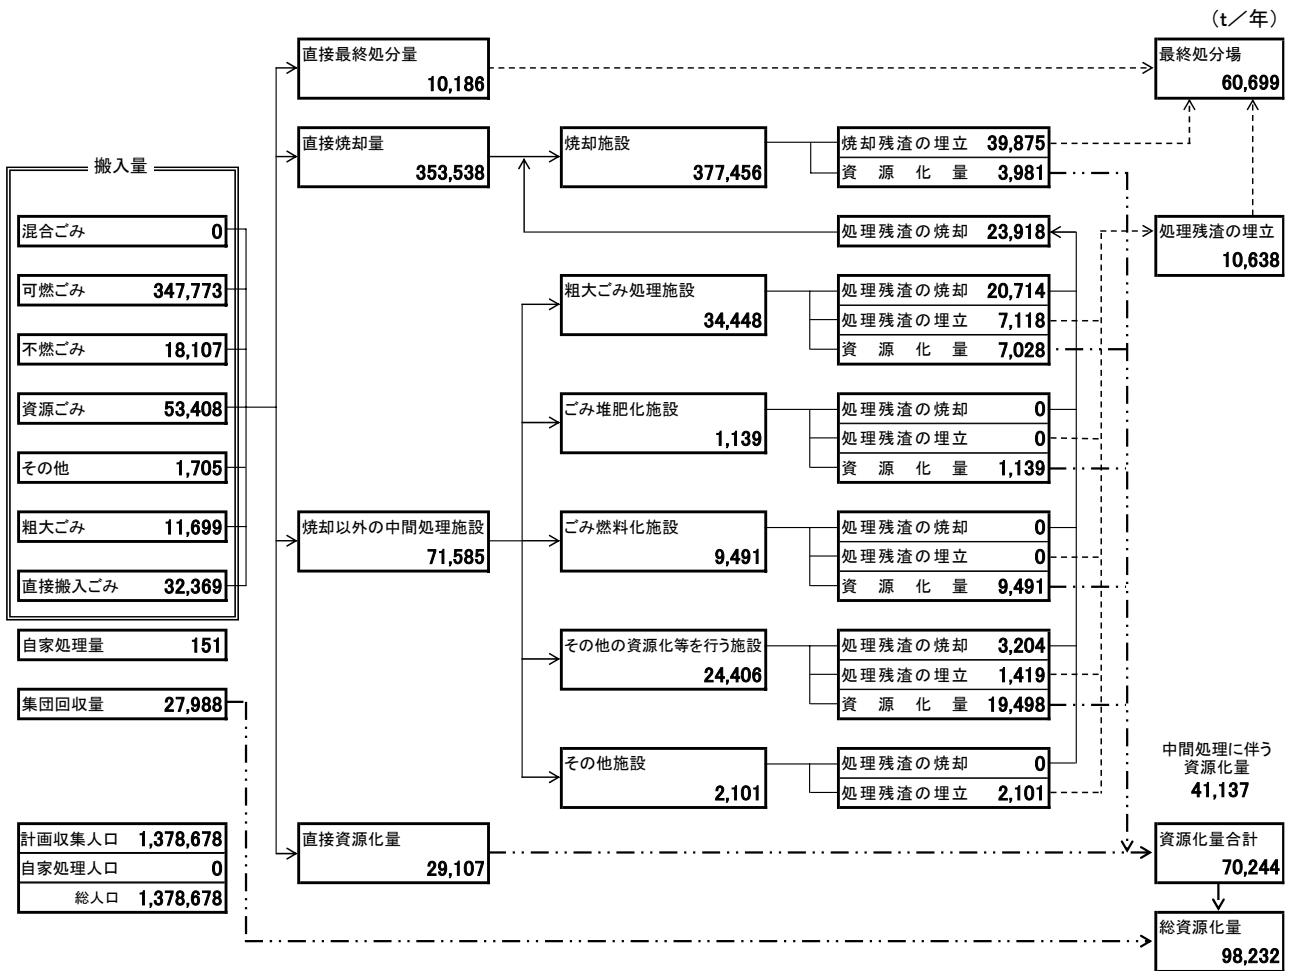 (t/年)
搬入量
混合ごみ 0
可燃ごみ 347,773
不燃ごみ 18,107
資源ごみ 53,408
その他 1,705
粗大ごみ 11,699
直接搬入ごみ 32,369
自家処理量 151
集団回収量 27,988
計画収集人口 1,378,678
自家処理人口 0
総人口 1,378,678
直接最終処分量
10,186
直接焼却量
353,538
焼却以外の中間処理施設
71,585
直接資源化量
29,107
焼却施設
377,456
粗大ごみ処理施設
34,448
ごみ堆肥化施設
1,139
ごみ燃料化施設
9,491
その他の資源化等を行う施設
24,406
その他施設
2,101
焼却残渣の埋立 39,875
資源化量 3,981
処理残渣の焼却 23,918
処理残渣の焼却 20,714
処理残渣の埋立 7,118
資源化量 7,028
処理残渣の焼却 0
処理残渣の埋立 0
資源化量 1,139
処理残渣の焼却 0
処理残渣の埋立 0
資源化量 9,491
処理残渣の焼却 3,204
処理残渣の埋立 1,419
資源化量 19,498
処理残渣の焼却 0
処理残渣の埋立 2,101
最終処分場
60,699
処理残渣の埋立
10,638
中間処理に伴う
資源化量
41,137
資源化量合計
70,244
総資源化量
98,232